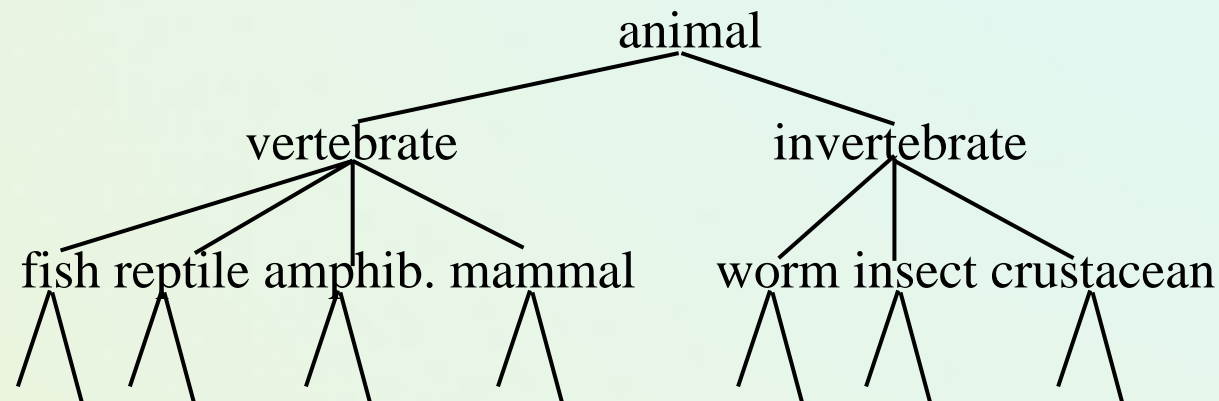 animal
vertebrate invertebrate
fish reptile amphib. mammal worm insect crustacean